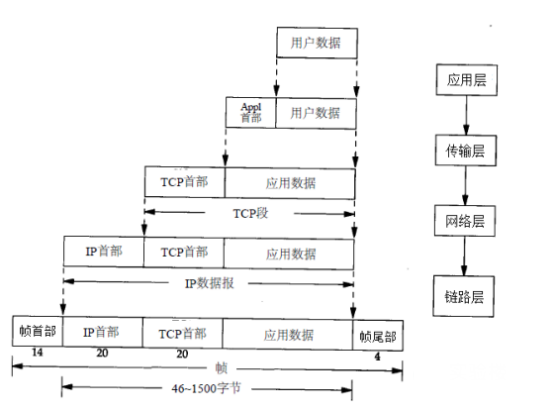 用户数据
Appl
首部
用户数据
TCP首部
应用数据
TCP段
IP首部
TCP首部
应用数据
IP数据报
帧首部
IP首部
TCP首部
应用数据
帧尾部
14
20
20
4
帧
46~1500字节
应用层
传输层
网络层
链路层